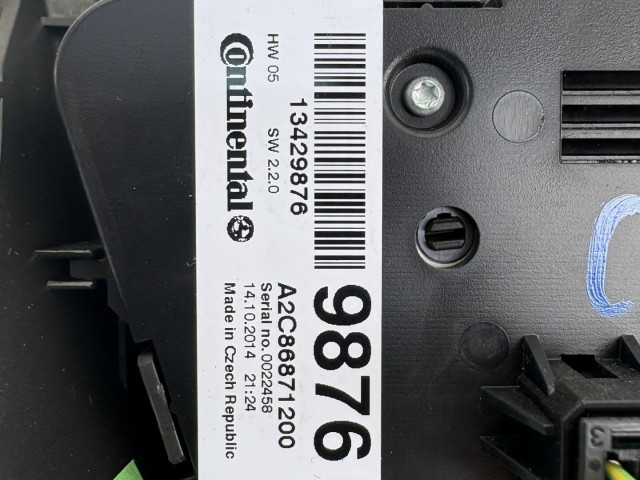 Continental
HW 05
SW 2.2.0
13429876
9876
A2C86871200
Serial no.0022458
14.10.2014 21:24
Made in Czech Republic
C
3